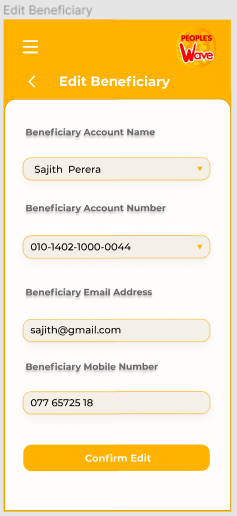 Edit Beneficiary
PEOPLE'S
Wave
Edit Beneficiary
Beneficiary Account Name
Sajith Perera
Beneficiary Account Number
010-1402-1000-0044
Beneficiary Email Address
sajith@gmail.com
Beneficiary Mobile Number
077 65725 18
Confirm Edit